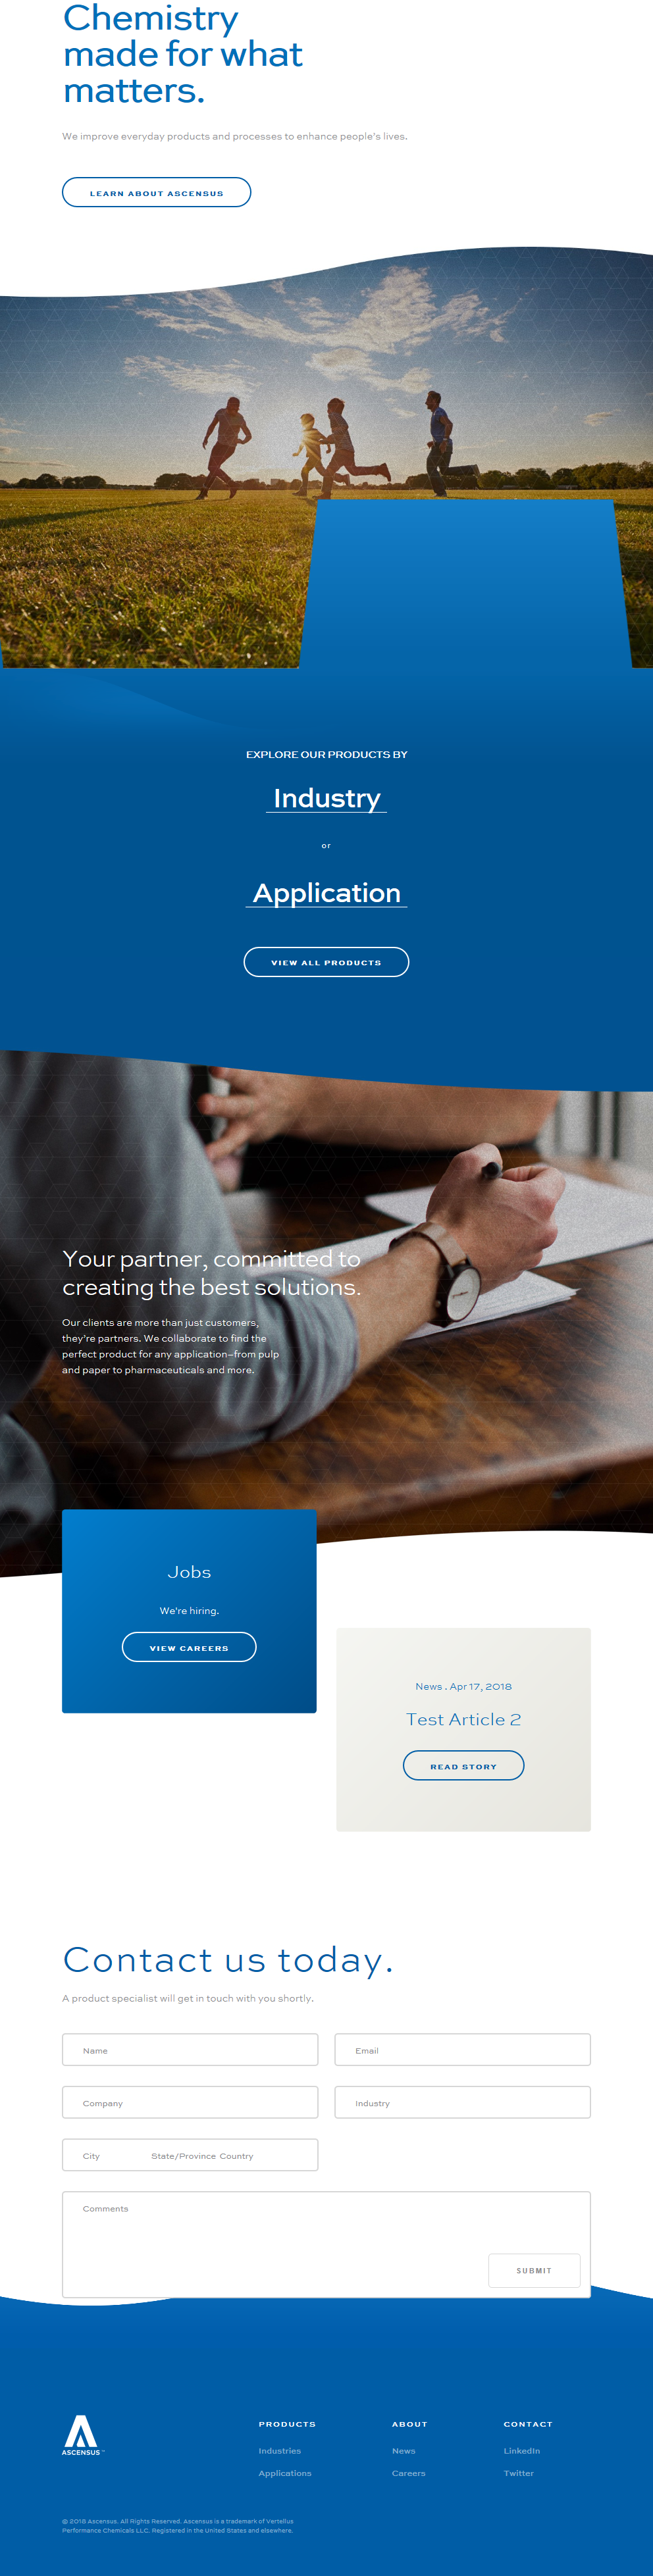 Chemistry
made for what
matters.
We improve everyday products and processes to enhance people's lives.
LEARN ABOUT ASCENSUS
EXPLORE OUR PRODUCTS BY
Industry
or
Application
VIEW ALL PRODUCTS
Your partner, committed to
creating the best solutions.
Our clients are more than just customers,
they're partners. We collaborate to find the
perfect product for any application–from pulp
and paper to pharmaceuticals and more.
Jobs
We're hiring.
VIEW CAREERS
News . Apr 17, 2018
Test Article 2
READ STORY
Contact us today.
A product specialist will get in touch with you shortly.
Name
Email
Company
Industry
City State/Province Country
Comments
SUBMIT
ASCENSUS™
PRODUCTS
Industries
Applications
ABOUT
News
Careers
CONTACT
LinkedIn
Twitter
© 2018 Ascensus. All Rights Reserved. Ascensus is a trademark of Vertellus
Performance Chemicals LLC. Registered in the United States and elsewhere.